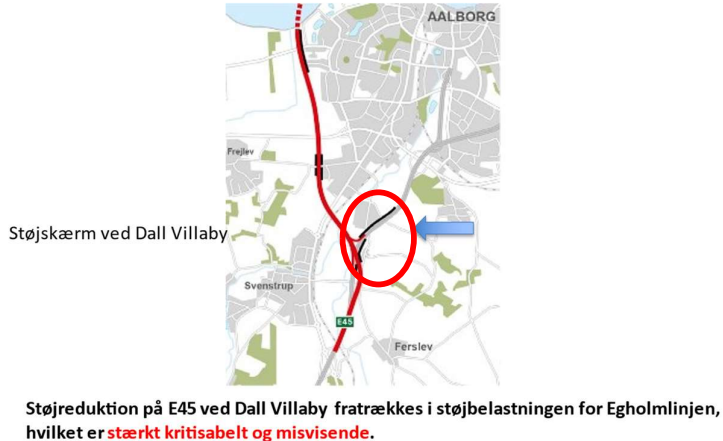 AALBORG
Frejlev
Støjskærm ved Dall Villaby
Svenstrup
E45
Ferslev
Støjreduktion på E45 ved Dall Villaby fratrækkes i støjbelastningen for Egholmlinjen,
hvilket er stærkt kritisabelt og misvisende.